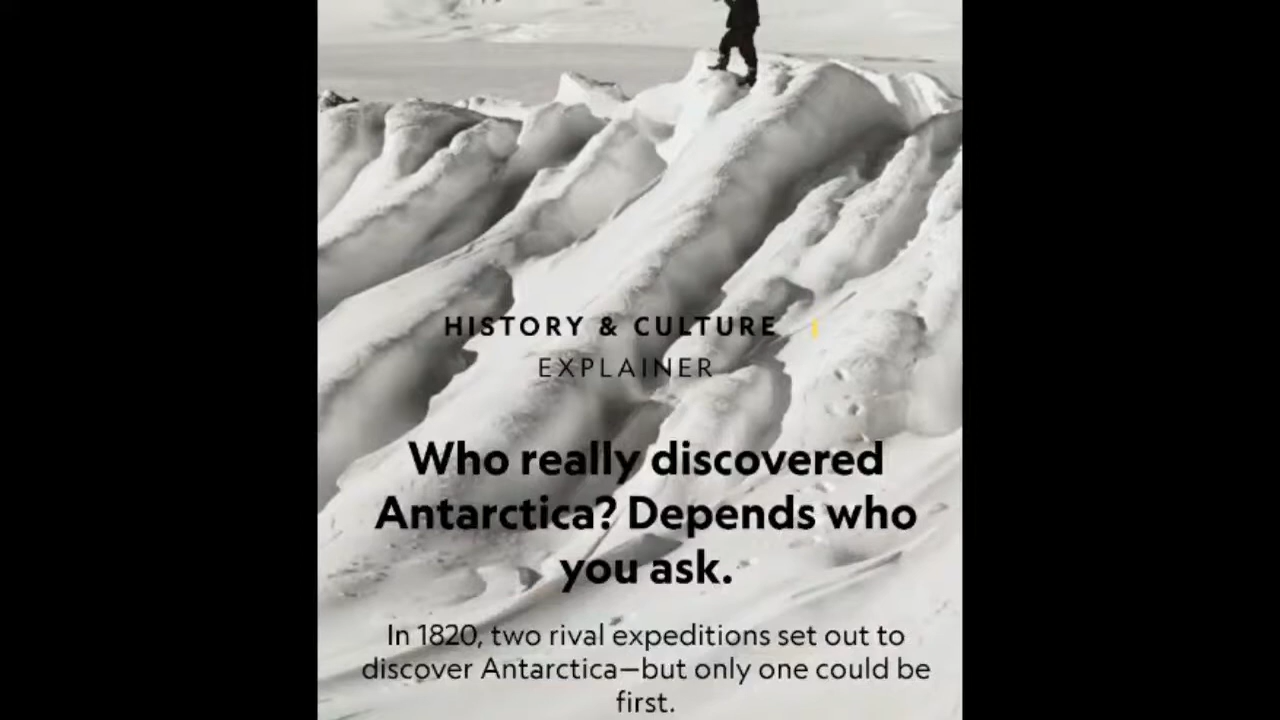 HISTORY & CULTURE
EXPLAINER
Who really discovered
Antarctica? Depends who
you ask.
In 1820, two rival expeditions set out to
discover Antarctica—but only one could be
first.